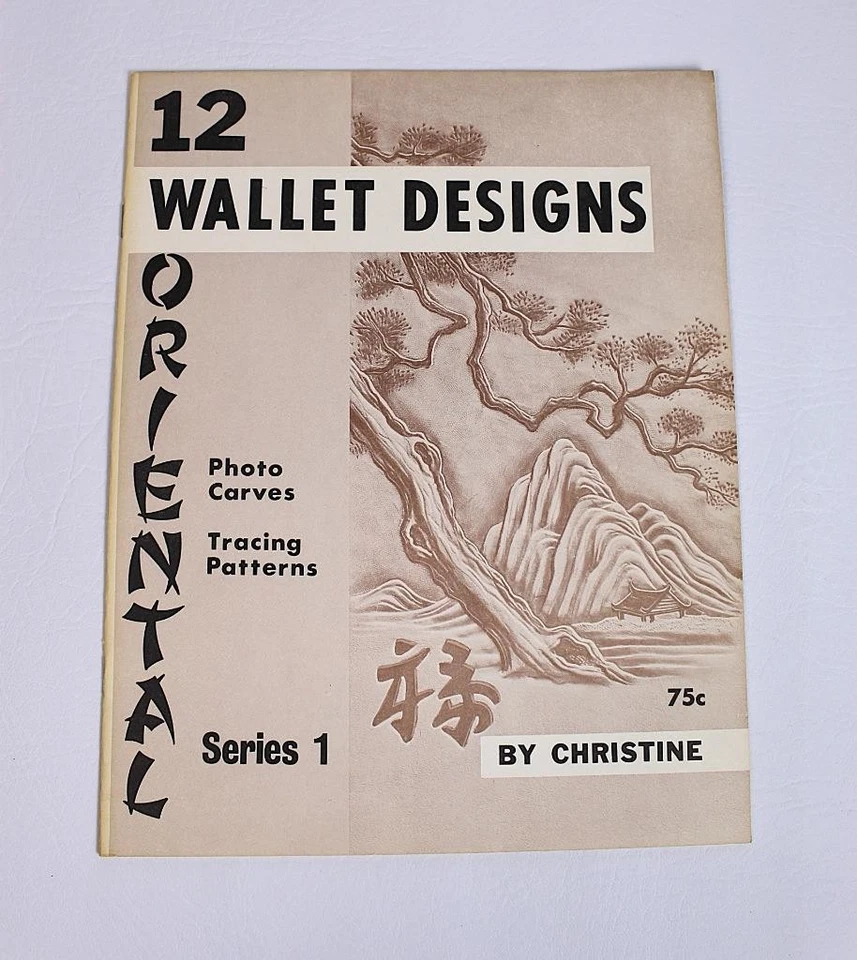 12
WALLET DESIGNS
ORIENTAL
Photo
Carves
Tracing
Patterns
Series 1
75c
BY CHRISTINE